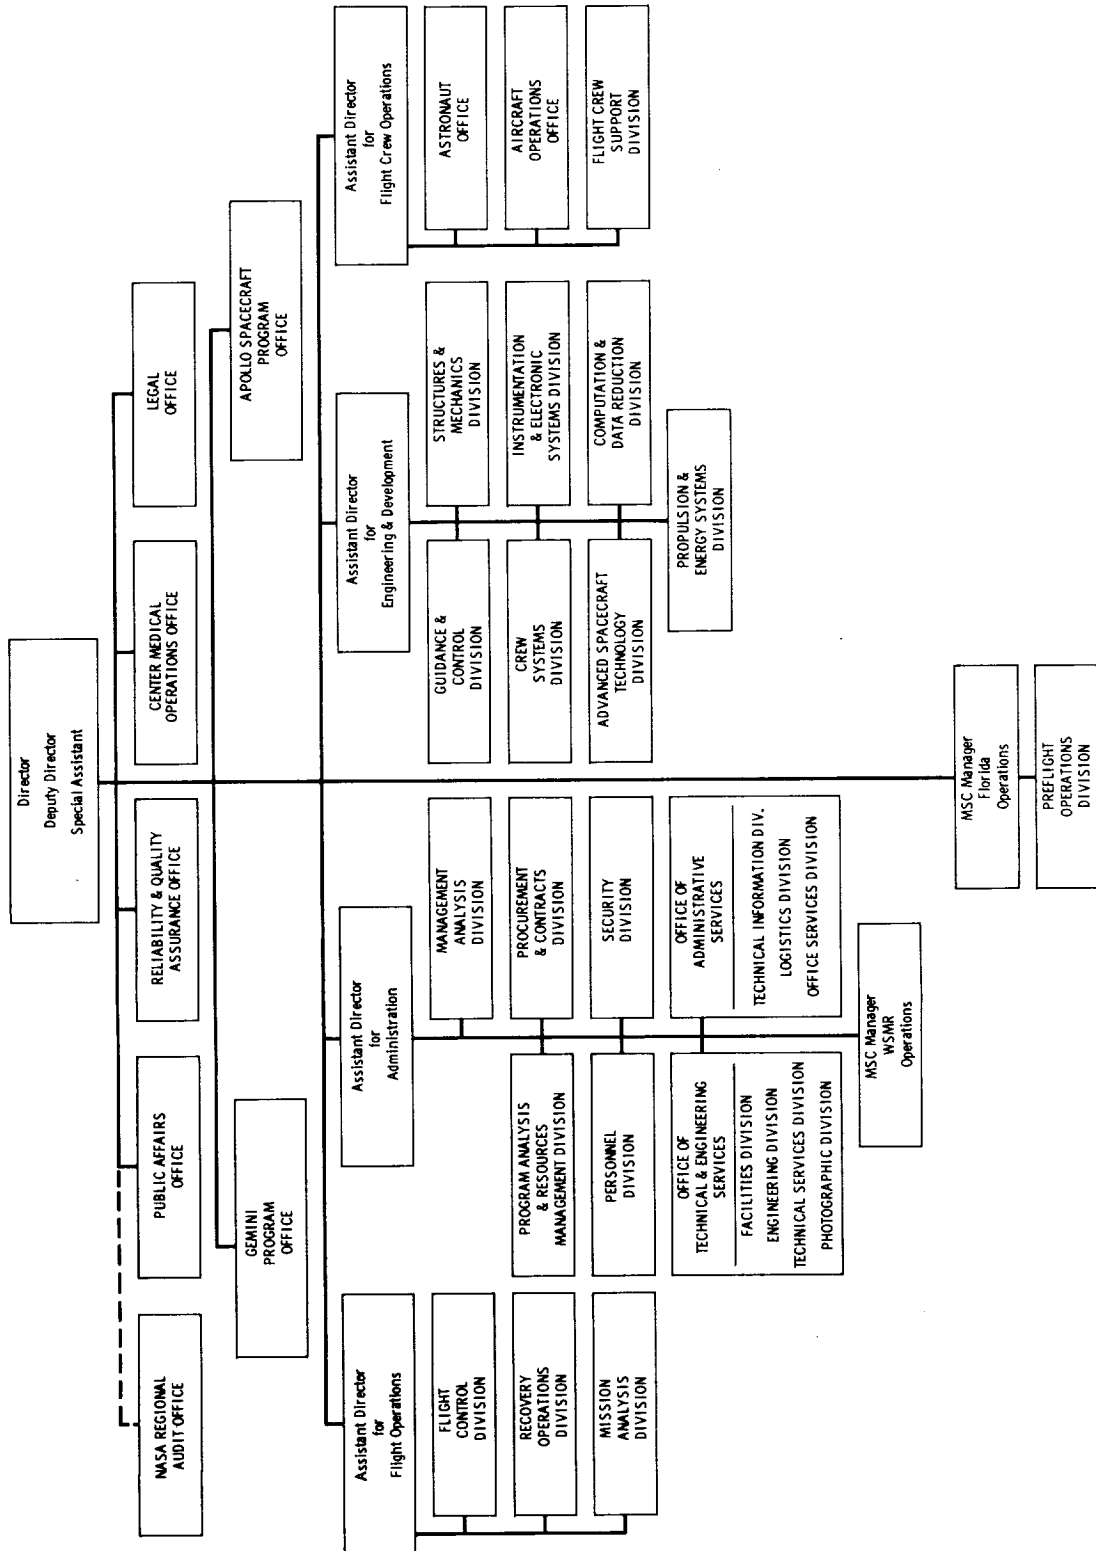 Director
Deputy Director
Special Assistant
NASA REGIONAL
AUDIT OFFICE
PUBLIC AFFAIRS
OFFICE
RELIABILITY & QUALITY
ASSURANCE OFFICE
CENTER MEDICAL
OPERATIONS OFFICE
LEGAL
OFFICE
GEMINI
PROGRAM
OFFICE
APOLLO SPACECRAFT
PROGRAM
OFFICE
Assistant Director
for
Flight Operations
FLIGHT
CONTROL
DIVISION
RECOVERY
OPERATIONS
DIVISION
MISSION
ANALYSIS
DIVISION
Assistant Director
for
Administration
MANAGEMENT
ANALYSIS
DIVISION
PROGRAM ANALYSIS
& RESOURCES
MANAGEMENT DIVISION
PROCUREMENT
& CONTRACTS
DIVISION
PERSONNEL
DIVISION
SECURITY
DIVISION
OFFICE OF
TECHNICAL & ENGINEERING
SERVICES
FACILITIES DIVISION
ENGINEERING DIVISION
TECHNICAL SERVICES DIVISION
PHOTOGRAPHIC DIVISION
OFFICE OF
ADMINISTRATIVE
SERVICES
TECHNICAL INFORMATION DIV.
LOGISTICS DIVISION
OFFICE SERVICES DIVISION
MSC Manager
WSMR
Operations
Assistant Director
for
Engineering & Development
GUIDANCE &
CONTROL
DIVISION
STRUCTURES &
MECHANICS
DIVISION
CREW
SYSTEMS
DIVISION
INSTRUMENTATION
& ELECTRONIC
SYSTEMS DIVISION
ADVANCED SPACECRAFT
TECHNOLOGY
DIVISION
COMPUTATION &
DATA REDUCTION
DIVISION
PROPULSION &
ENERGY SYSTEMS
DIVISION
Assistant Director
for
Flight Crew Operations
ASTRONAUT
OFFICE
AIRCRAFT
OPERATIONS
OFFICE
FLIGHT CREW
SUPPORT
DIVISION
MSC Manager
Florida
Operations
PREFLIGHT
OPERATIONS
DIVISION